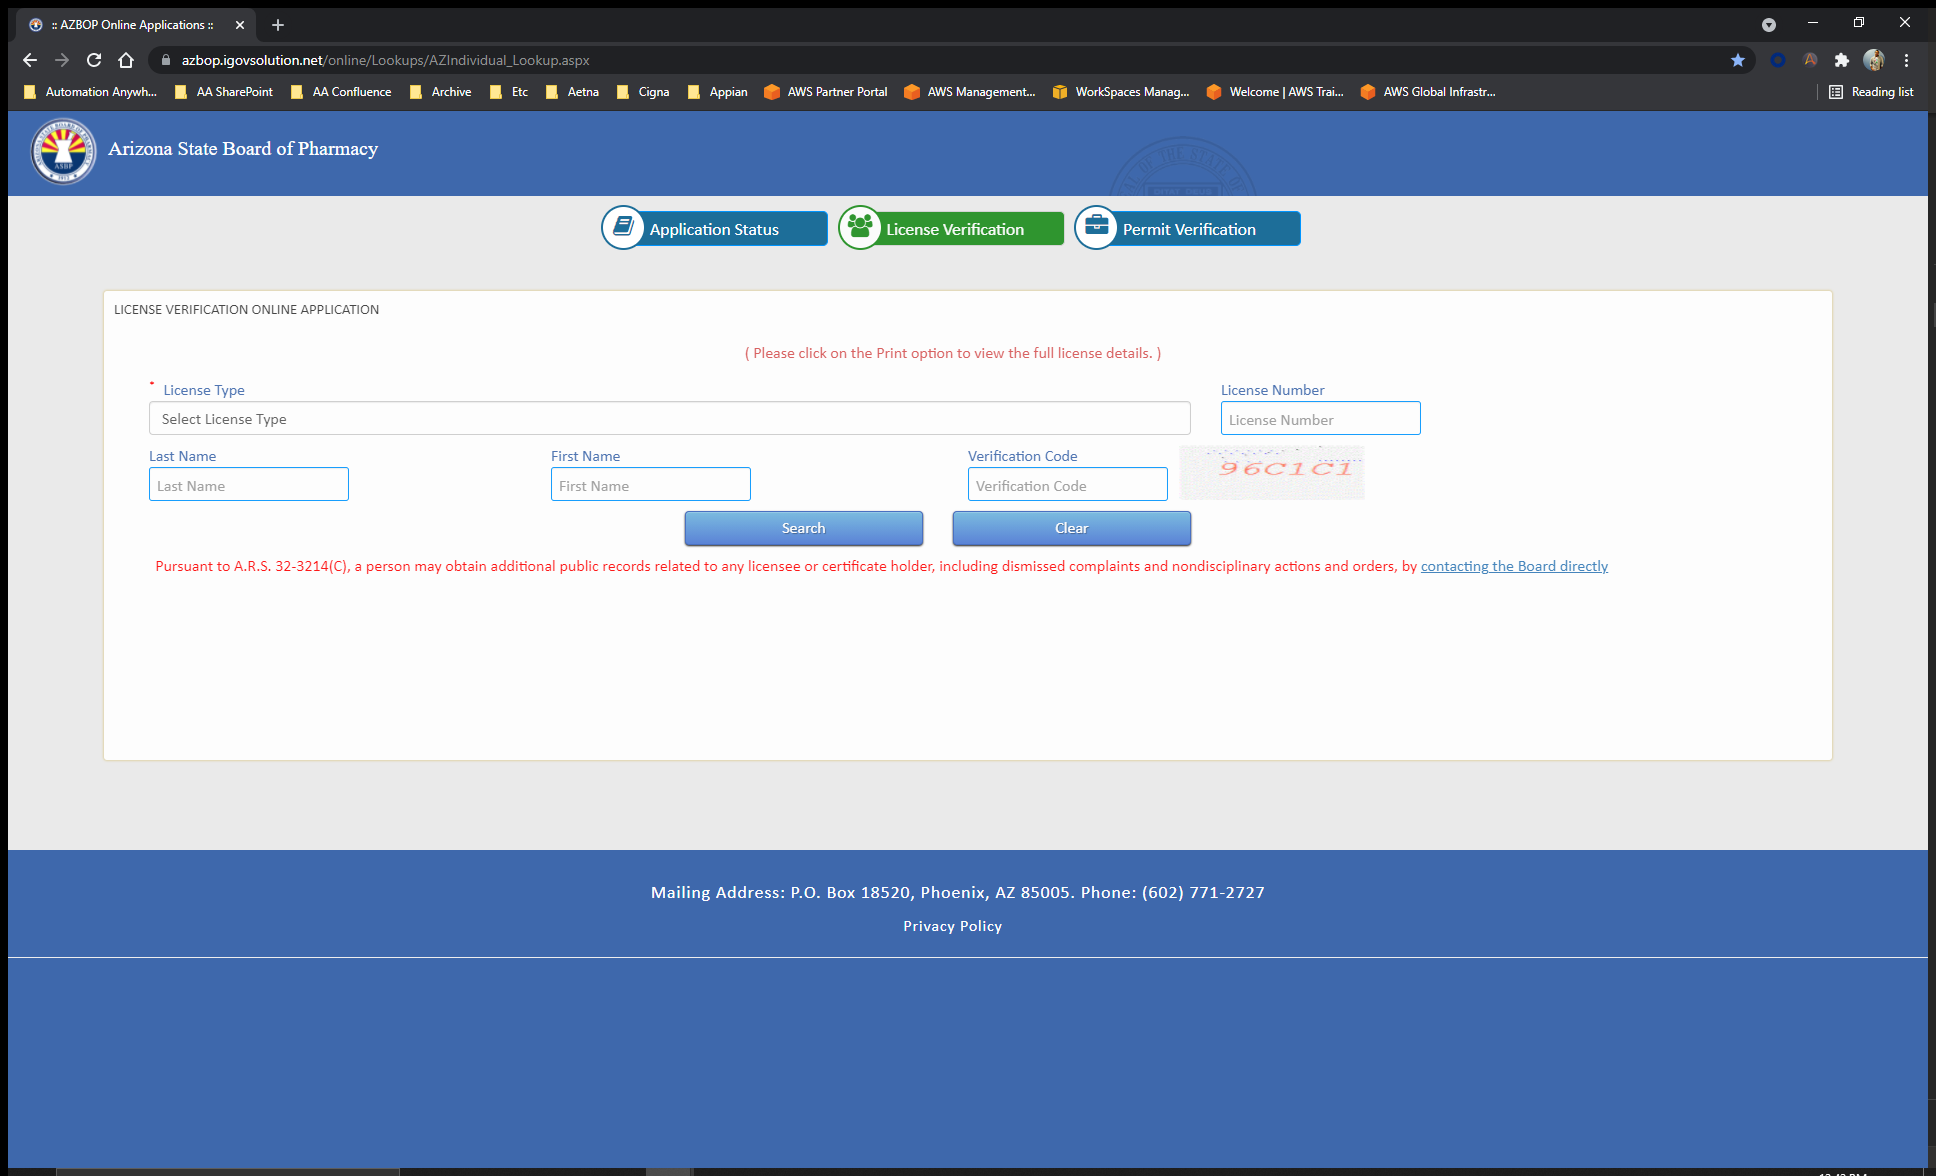 :: AZBOP Online Applications ::
azbop.igovsolution.net/online/Lookups/AZIndividual_Lookup.aspx
Automation Anywh... AA SharePoint AA Confluence Archive Etc Aetna Cigna Appian AWS Partner Portal AWS Management... WorkSpaces Manag... Welcome | AWS Trai... AWS Global Infrastr... Reading list
Arizona State Board of Pharmacy
Application Status License Verification Permit Verification
LICENSE VERIFICATION ONLINE APPLICATION
( Please click on the Print option to view the full license details. )
* License Type License Number
Select License Type License Number
Last Name First Name Verification Code
Last Name First Name Verification Code 96C1C1
Search Clear
Pursuant to A.R.S. 32-3214(C), a person may obtain additional public records related to any licensee or certificate holder, including dismissed complaints and nondisciplinary actions and orders, by contacting the Board directly
Mailing Address: P.O. Box 18520, Phoenix, AZ 85005. Phone: (602) 771-2727
Privacy Policy